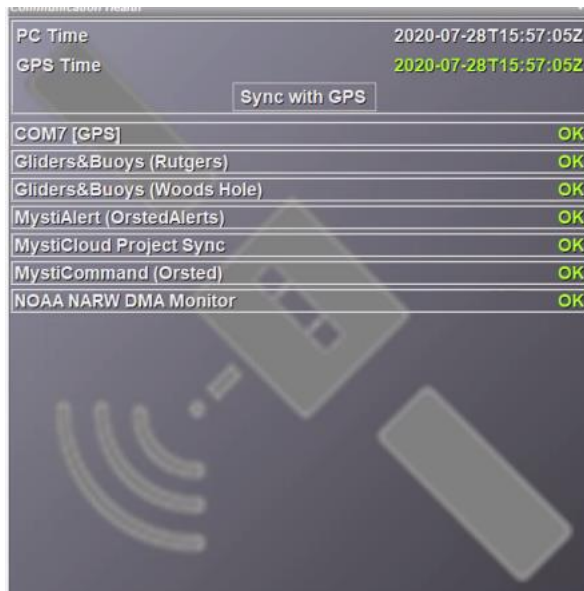 Communication Health
PC Time 2020-07-28T15:57:05Z
GPS Time 2020-07-28T15:57:05Z
Sync with GPS
COM7 [GPS] OK
Gliders&Buoys (Rutgers) OK
Gliders&Buoys (Woods Hole) OK
MystiAlert (OrstedAlerts) OK
MystiCloud Project Sync OK
MystiCommand (Orsted) OK
NOAA NARW DMA Monitor OK